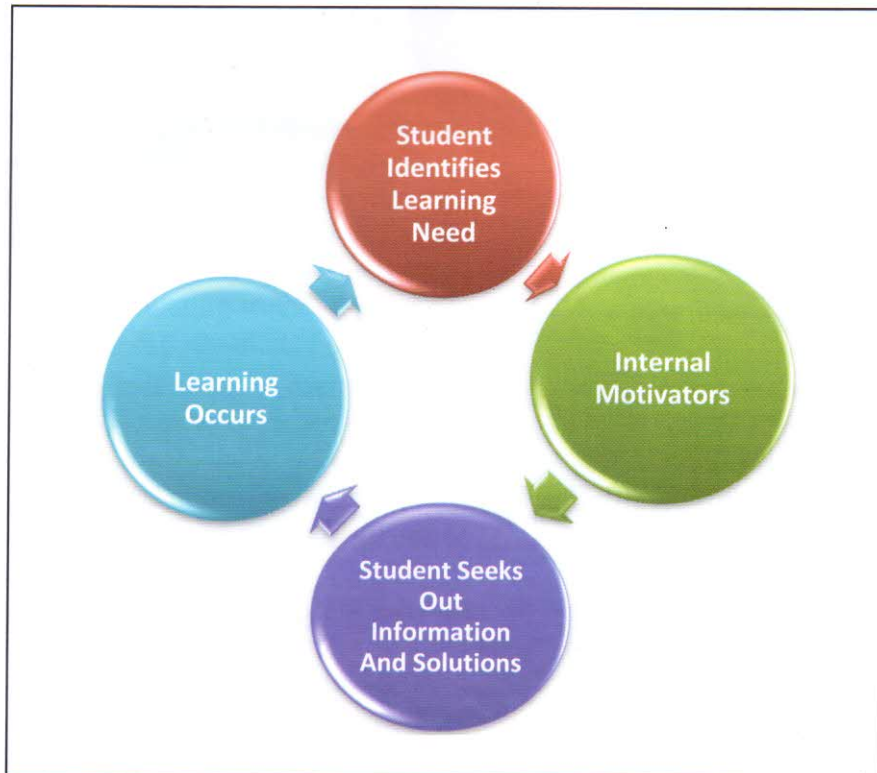 Student
Identifies
Learning
Need
Internal
Motivators
Student Seeks
Out
Information
And Solutions
Learning
Occurs